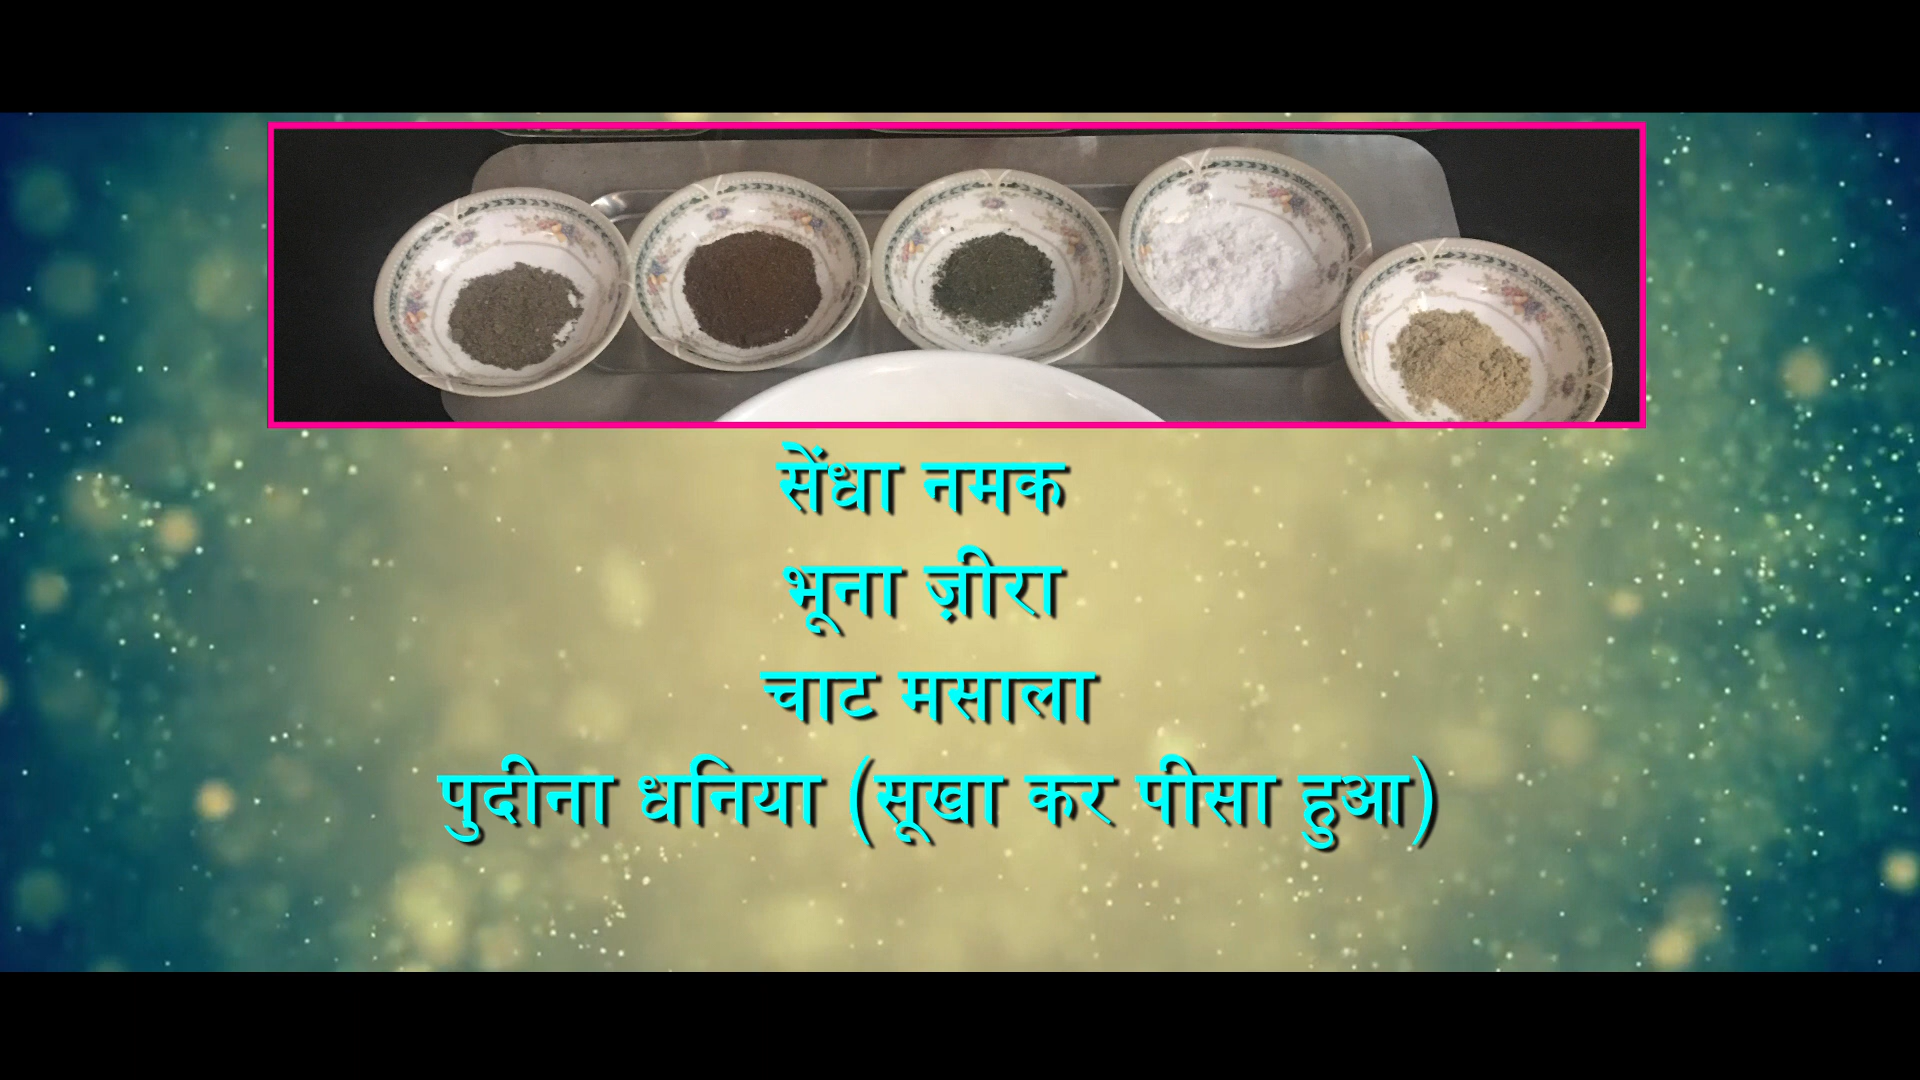 सेंधा नमक
भूना ज़ीरा
चाट मसाला
पुदीना धनिया (सूखा कर पीसा हुआ)